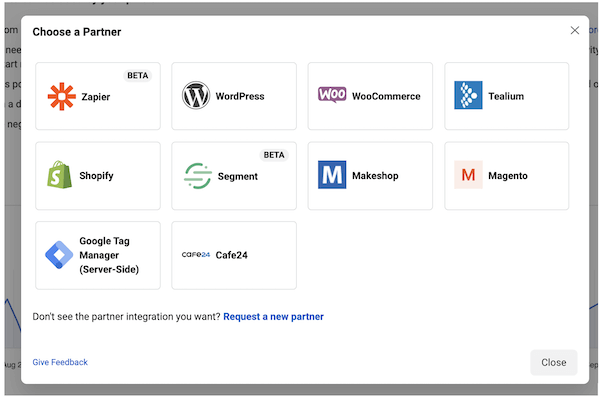 Choose a Partner
BETA
Zapier
WordPress
WOO
WooCommerce
Tealium
Shopify
BETA
Segment
M
Makeshop
M
Magento
Google Tag
Manager
(Server-Side)
CAFE24
Cafe24
Don't see the partner integration you want? Request a new partner
Give Feedback
Close